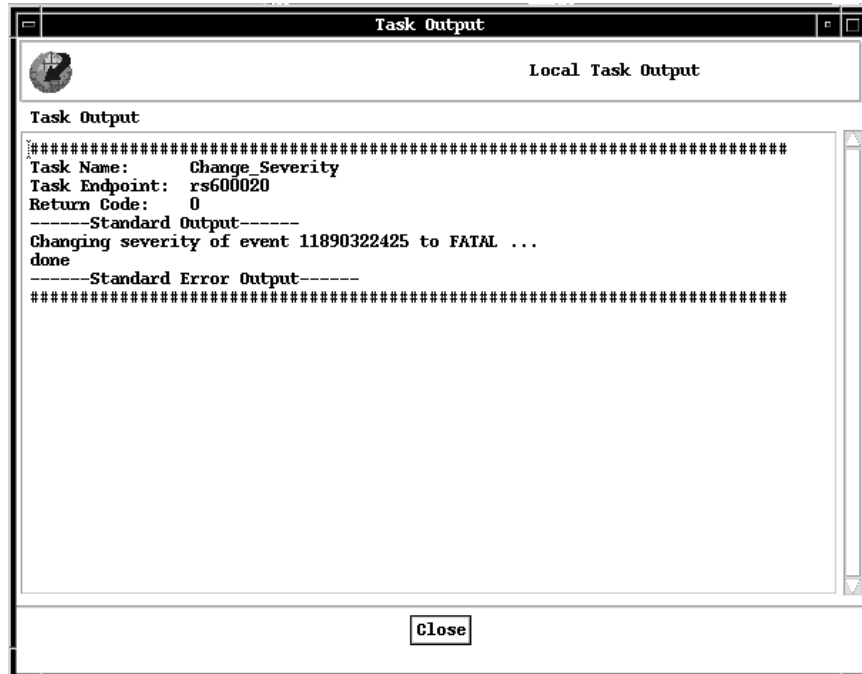 Task Output
Local Task Output
Task Output
############################################################################
Task Name:      Change_Severity
Task Endpoint:  rs600020
Return Code:    0
------Standard Output------
Changing severity of event 11890322425 to FATAL ...
done
------Standard Error Output------
############################################################################
Close